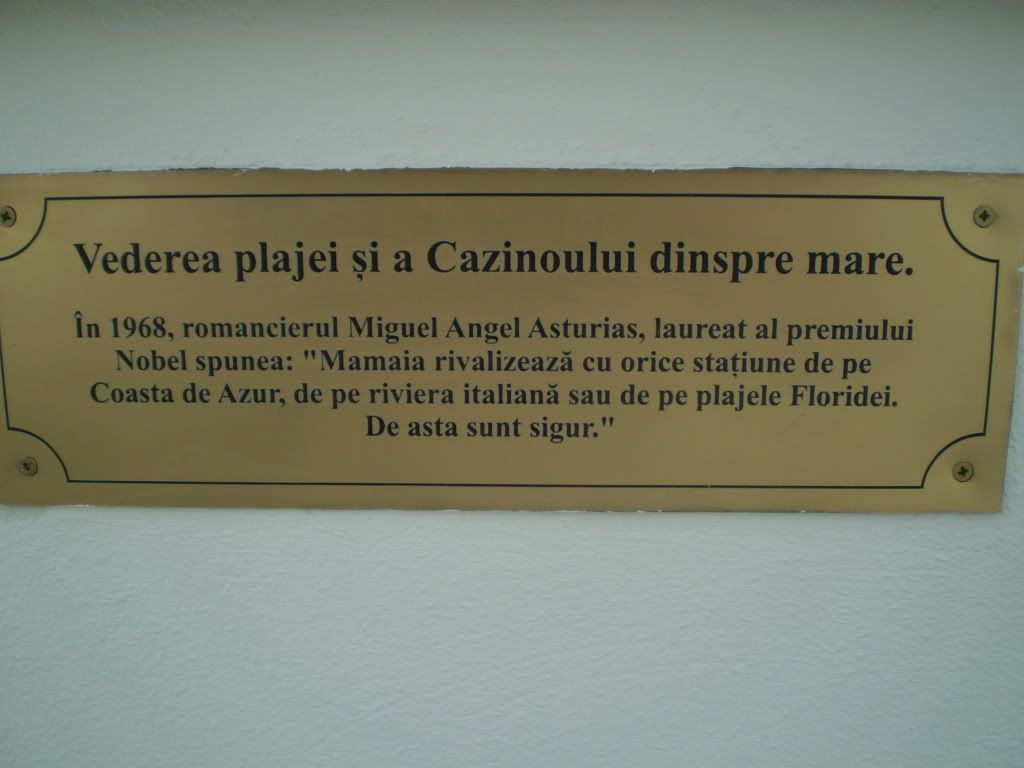 Vederea plajei și a Cazinoului dinspre mare.
În 1968, romancierul Miguel Angel Asturias, laureat al premiului
Nobel spunea: "Mamaia rivalizează cu orice stațiune de pe
Coasta de Azur, de pe riviera italiană sau de pe plajele Floridei.
De asta sunt sigur."